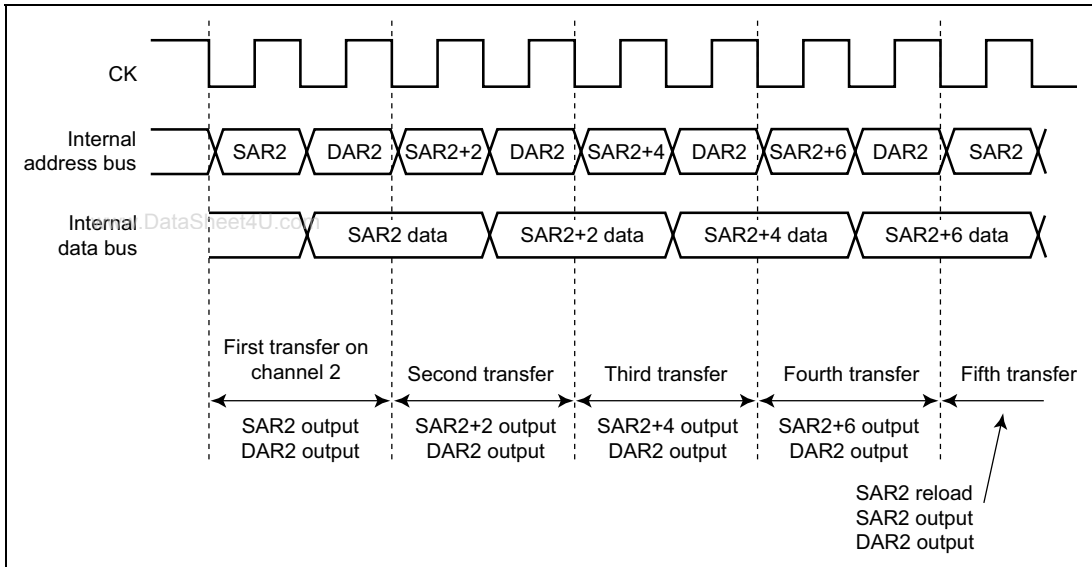 CK
Internal
address bus
SAR2 DAR2 SAR2+2 DAR2 SAR2+4 DAR2 SAR2+6 DAR2 SAR2
Internal
data bus
www.DataSheet4U.com
SAR2 data SAR2+2 data SAR2+4 data SAR2+6 data
First transfer on
channel 2
Second transfer Third transfer Fourth transfer Fifth transfer
SAR2 output SAR2+2 output SAR2+4 output SAR2+6 output
DAR2 output DAR2 output DAR2 output DAR2 output
SAR2 reload
SAR2 output
DAR2 output